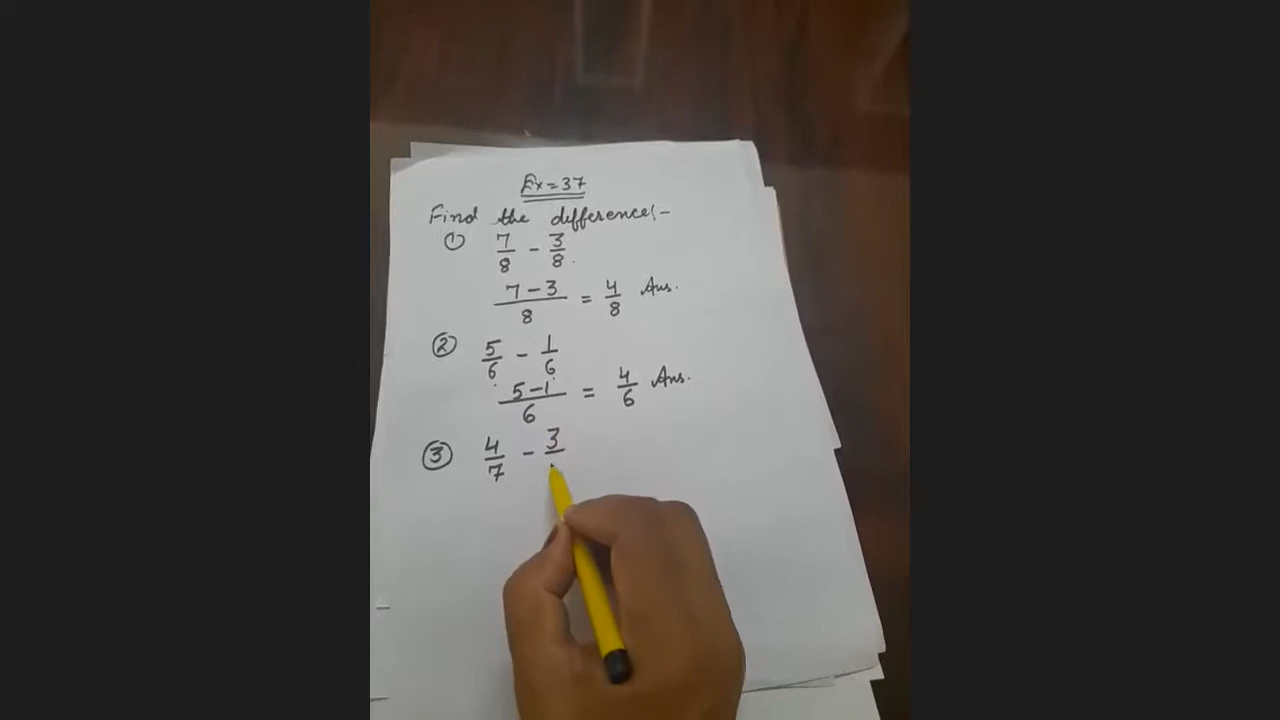 Ex = 37
Find the difference:-
① 7/8 - 3/8.
7-3/8 = 4/8 Ans.
② 5/6 - 1/6
5-1/6 = 4/6 Ans.
③ 4/7 - 3/